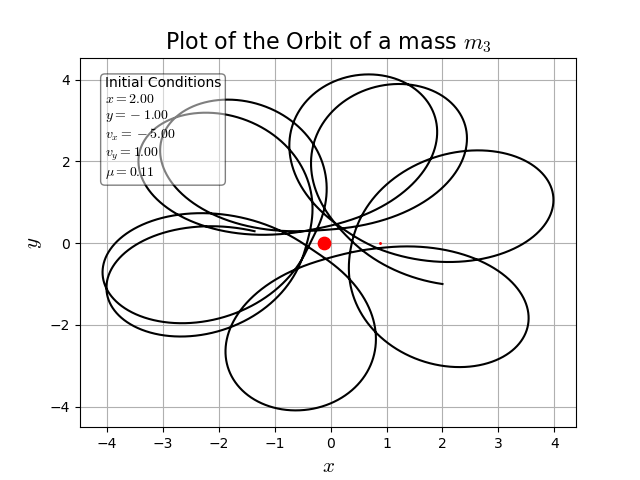 Plot of the Orbit of a mass m₃
Initial Conditions
x = 2.00
y = −1.00
vₓ = −5.00
v_y = 1.00
μ = 0.11
4
2
0
−2
−4
y
−4 −3 −2 −1 0 1 2 3 4
x